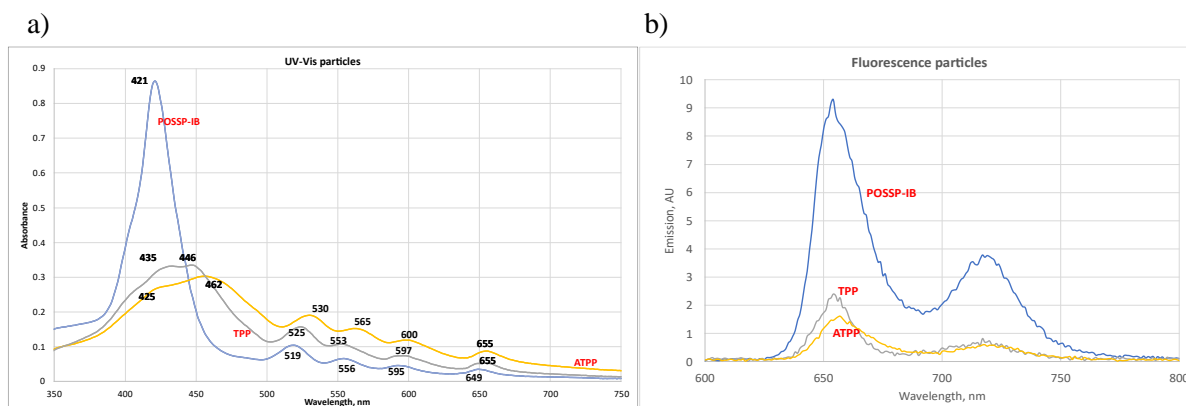 a)
UV-Vis particles
0.9
0.8
0.7
0.6
0.5
0.4
0.3
0.2
0.1
0
Absorbance
350 400 450 500 550 600 650 700 750
Wavelength, nm
421
POSSP-IB
435 446
425 462
TPP
530
525
519
565
553
556
600
597
595
655
655
649
ATPP
b)
Fluorescence particles
10
9
8
7
6
5
4
3
2
1
0
Emission, AU
600 650 700 750 800
Wavelength, nm
POSSP-IB
TPP
ATPP